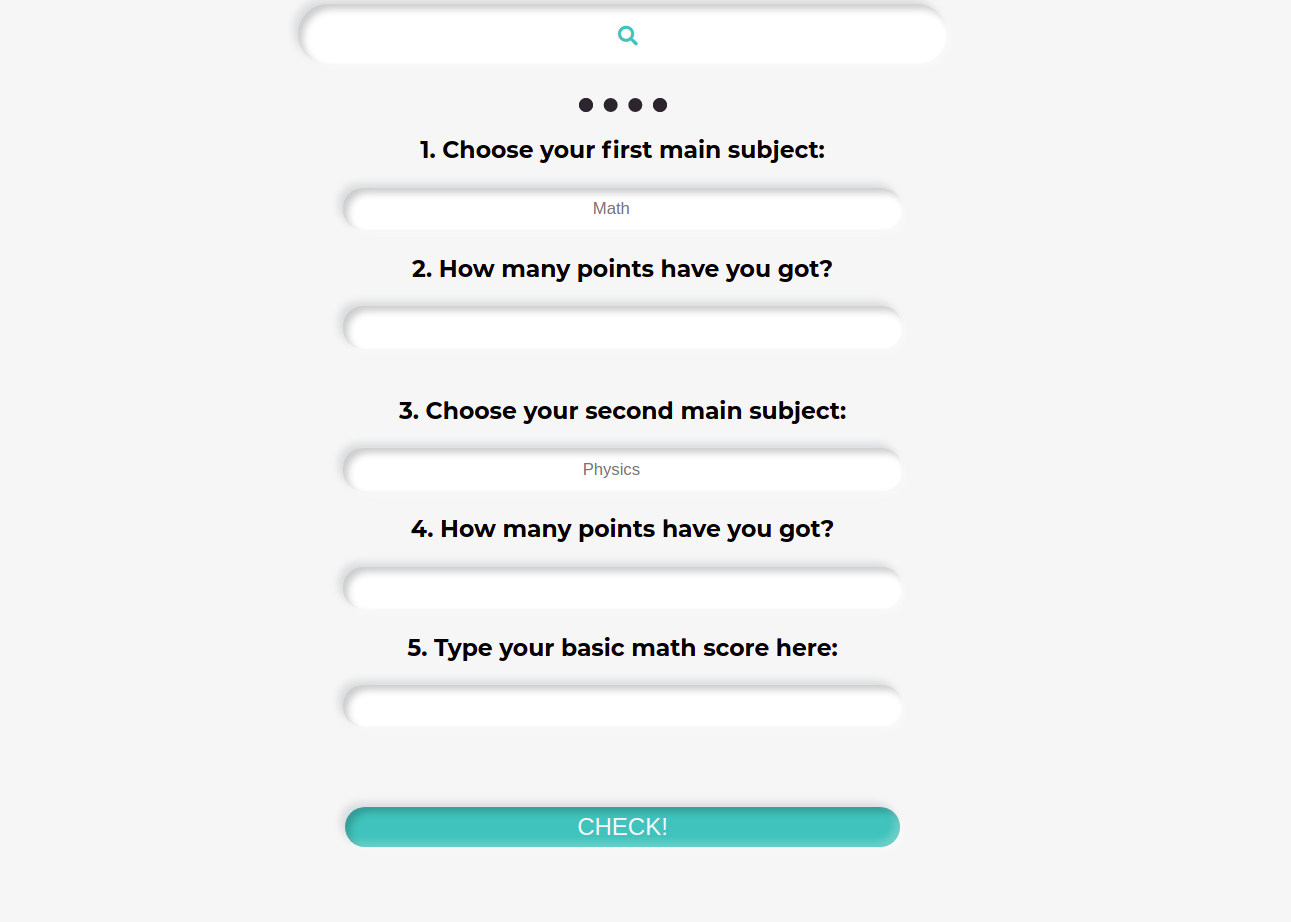 1. Choose your first main subject:
Math
2. How many points have you got?
3. Choose your second main subject:
Physics
4. How many points have you got?
5. Type your basic math score here:
CHECK!